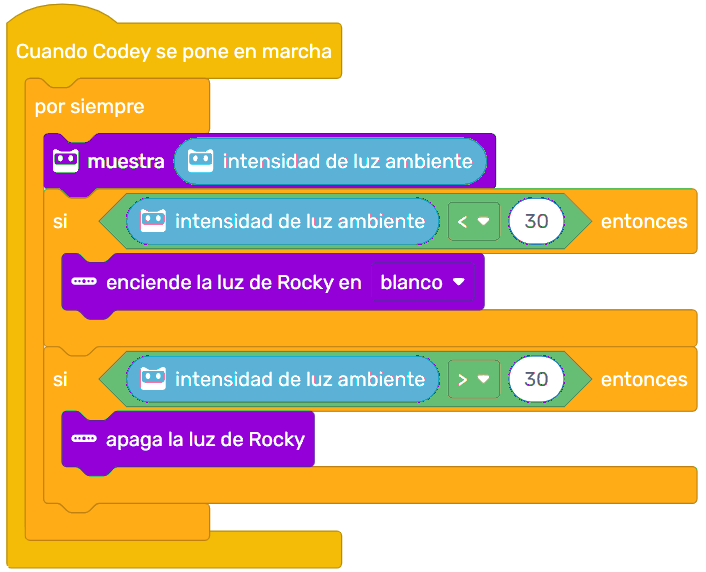 Cuando Codey se pone en marcha
por siempre
muestra intensidad de luz ambiente
si intensidad de luz ambiente < 30 entonces
enciende la luz de Rocky en blanco
si intensidad de luz ambiente > 30 entonces
apaga la luz de Rocky